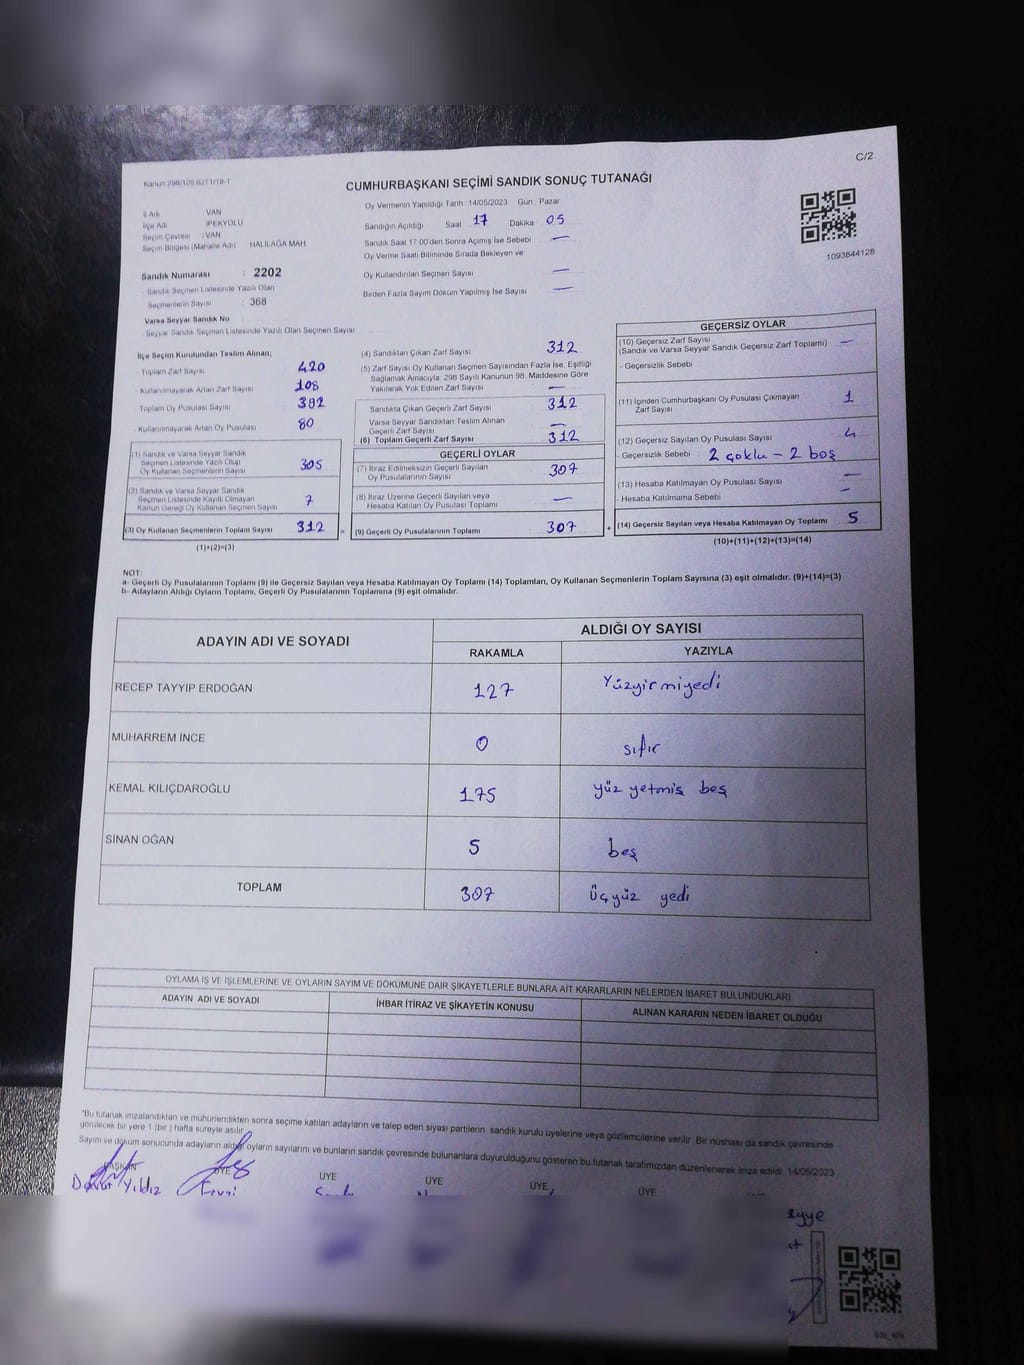 C/2
Kanun 298/105 6271/18-1
CUMHURBAŞKANI SEÇİMİ SANDIK SONUÇ TUTANAĞI
İl Adı VAN
İlçe Adı İPEKYOLU
Seçim Çevresi : VAN
Seçim Bölgesi (Mahalle Adı) HALİLAĞA MAH.
Sandık Numarası : 2202
Sandık Seçmen Listesinde Yazılı Olan
Seçmenlerin Sayısı : 368
Varsa Seyyar Sandık No
Seyyar Sandık Seçmen Listesinde Yazılı Olan Seçmen Sayısı
Oy Vermenin Yapıldığı Tarih : 14/05/2023 Gün : Pazar
Sandığın Açıldığı Saat 17 Dakika 05
Sandık Saat 17:00'den Sonra Açımış İse Sebebi —
Oy Verme Saati Bitiminde Sırada Bekleyen ve
Oy Kullandırılan Seçmen Sayısı —
Birden Fazla Sayım Döküm Yapılmış İse Sayısı —
1093844128
İlçe Seçim Kurulundan Teslim Alınan;
Toplam Zarf Sayısı 420
Kullanılmayarak Artan Zarf Sayısı 108
Toplam Oy Pusulası Sayısı 392
- Kullanılmayarak Artan Oy Pusulası 80
(1) Sandık ve Varsa Seyyar Sandık
Seçmen Listesinde Yazılı Olup
Oy Kullanan Seçmenlerin Sayısı 305
(2) Sandık ve Varsa Seyyar Sandık
Seçmen Listesinde Kayıtlı Olmayan
Kanun Gereği Oy Kullanan Seçmen Sayısı 7
(3) Oy Kullanan Seçmenlerin Toplam Sayısı 312 =
(1)+(2)=(3)
(4) Sandıktan Çıkan Zarf Sayısı 312
(5) Zarf Sayısı Oy Kullanan Seçmen Sayısından Fazla İse, Eşitliği
Sağlamak Amacıyla, 298 Sayılı Kanunun 98. Maddesine Göre
Yakılarak Yok Edilen Zarf Sayısı —
Sandıkta Çıkan Geçerli Zarf Sayısı 312
Varsa Seyyar Sandıktan Teslim Alınan
Geçerli Zarf Sayısı —
(6) Toplam Geçerli Zarf Sayısı 312
GEÇERLİ OYLAR
(7) İtiraz Edilmeksizin Geçerli Sayılan
Oy Pusulalarının Sayısı 307
(8) İtiraz Üzerine Geçerli Sayılan veya
Hesaba Katılan Oy Pusulası Toplamı —
(9) Geçerli Oy Pusulalarının Toplamı 307 +
GEÇERSİZ OYLAR
(10) Geçersiz Zarf Sayısı —
(Sandık ve Varsa Seyyar Sandık Geçersiz Zarf Toplamı)
- Geçersizlik Sebebi
(11) İçinden Cumhurbaşkanı Oy Pusulası Çıkmayan
Zarf Sayısı 1
(12) Geçersiz Sayılan Oy Pusulası Sayısı 4
- Geçersizlik Sebebi 2 çoklu – 2 boş
(13) Hesaba Katılmayan Oy Pusulası Sayısı —
- Hesaba Katılmama Sebebi —
(14) Geçersiz Sayılan veya Hesaba Katılmayan Oy Toplamı 5
(10)+(11)+(12)+(13)=(14)
NOT:
a- Geçerli Oy Pusulalarının Toplamı (9) ile Geçersiz Sayılan veya Hesaba Katılmayan Oy Toplamı (14) Toplamları, Oy Kullanan Seçmenlerin Toplam Sayısına (3) eşit olmalıdır. (9)+(14)=(3)
b- Adayların Aldığı Oyların Toplamı, Geçerli Oy Pusulalarının Toplamına (9) eşit olmalıdır.
ADAYIN ADI VE SOYADI ALDIĞI OY SAYISI
RAKAMLA YAZIYLA
RECEP TAYYİP ERDOĞAN 127 Yüzyirmiyedi
MUHARREM İNCE 0 sıfır
KEMAL KILIÇDAROĞLU 175 yüz yetmiş beş
SİNAN OĞAN 5 beş
TOPLAM 307 Üçyüz yedi
OYLAMA İŞ VE İŞLEMLERİNE VE OYLARIN SAYIM VE DÖKÜMÜNE DAİR ŞİKAYETLERLE BUNLARA AİT KARARLARIN NELERDEN İBARET BULUNDUKLARI
ADAYIN ADI VE SOYADI İHBAR İTİRAZ VE ŞİKAYETİN KONUSU ALINAN KARARIN NEDEN İBARET OLDUĞU
*Bu tutanak imzalandıktan ve mühürlendikten sonra seçime katılan adayların ve talep eden siyasi partilerin sandık kurulu üyelerine veya gözlemcilerine verilir. Bir nüshası da sandık çevresinde
görülecek bir yere 1 (bir ) hafta süreyle asılır.
Sayım ve döküm sonucunda adayların aldığı oyların sayılarını ve bunların sandık çevresinde bulunanlara duyurulduğunu gösteren bu tutanak tarafımızdan düzenlenerek imza edildi. 14/05/2023
BAŞKAN ÜYE ÜYE ÜYE ÜYE ÜYE
Davut Yıldız